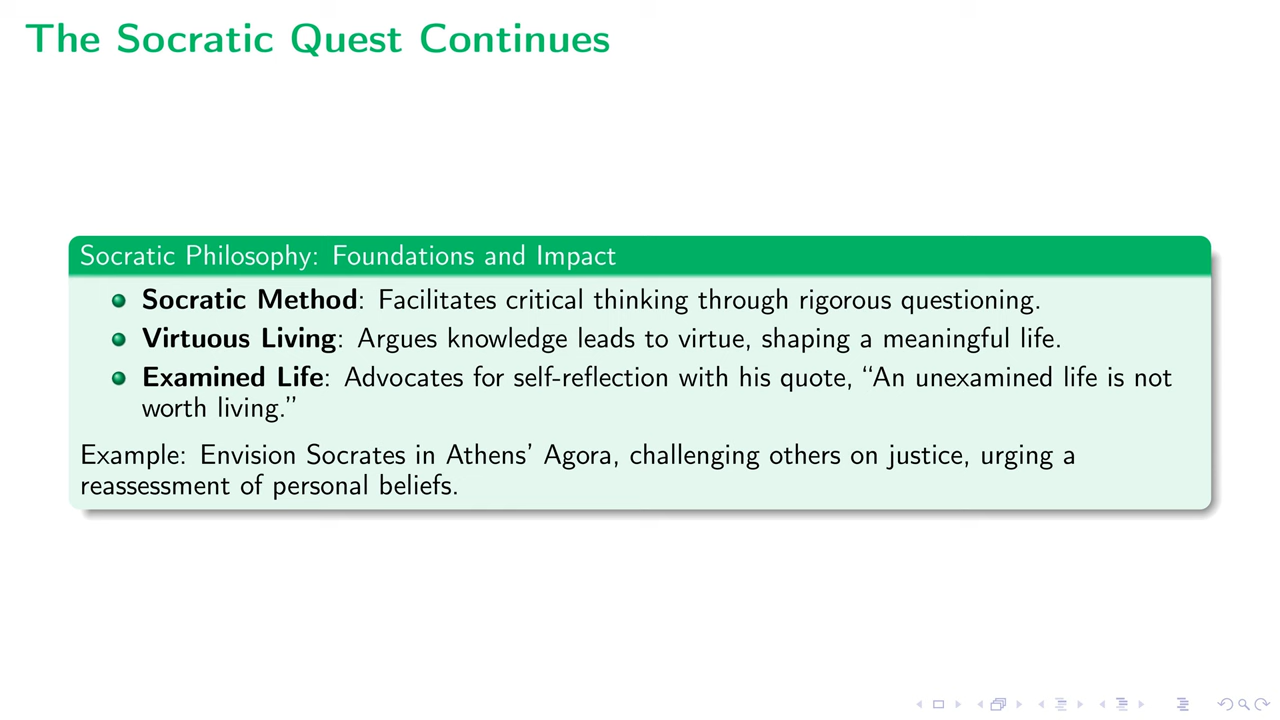 The Socratic Quest Continues
Socratic Philosophy: Foundations and Impact
Socratic Method: Facilitates critical thinking through rigorous questioning.
Virtuous Living: Argues knowledge leads to virtue, shaping a meaningful life.
Examined Life: Advocates for self-reflection with his quote, “An unexamined life is not
worth living.”
Example: Envision Socrates in Athens’ Agora, challenging others on justice, urging a
reassessment of personal beliefs.